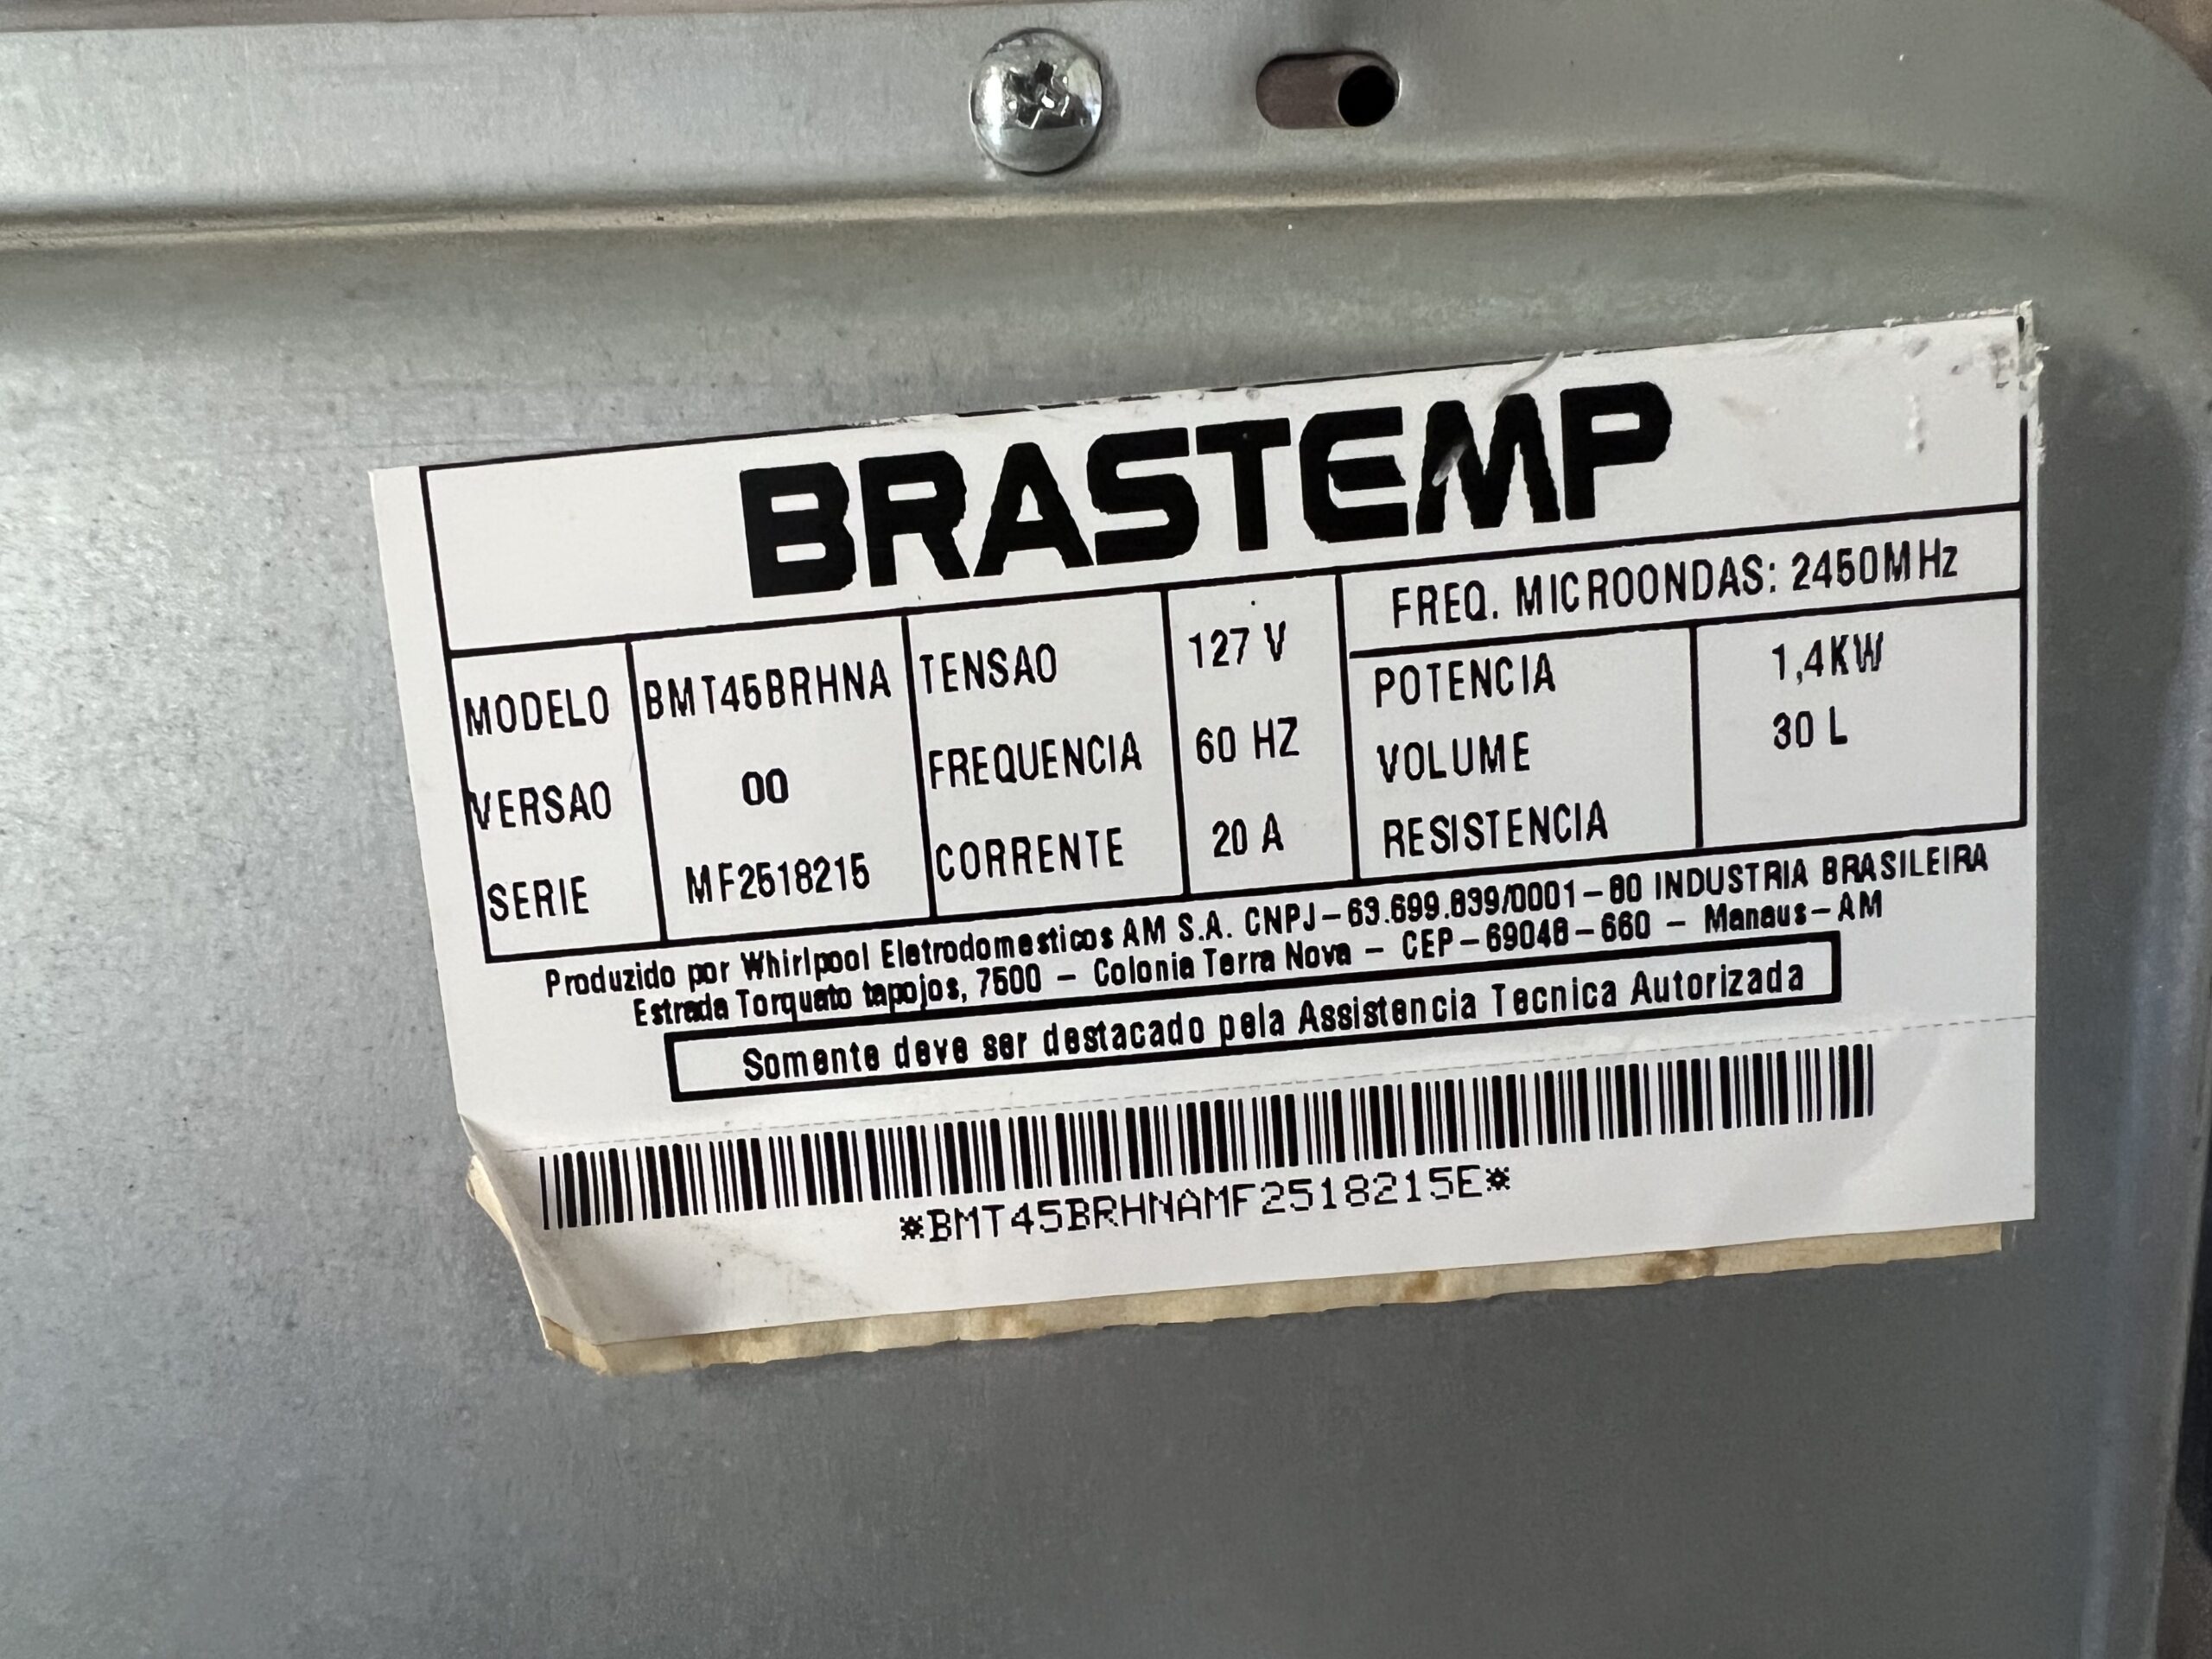 BRASTEMP
FREQ. MICROONDAS: 2450MHz
MODELO BMT45BRHNA TENSAO 127 V POTENCIA 1,4KW
VERSAO 00 FREQUENCIA 60 HZ VOLUME 30 L
SERIE MF2518215 CORRENTE 20 A RESISTENCIA
Produzido por Whirlpool Eletrodomesticos AM S.A. CNPJ-63.699.839/0001-80 INDUSTRIA BRASILEIRA
Estrada Torquato tapojos, 7500 - Colonia Terra Nova - CEP-69048-660 - Manaus-AM
Somente deve ser destacado pela Assistencia Tecnica Autorizada
*BMT45BRHNAMF2518215E*